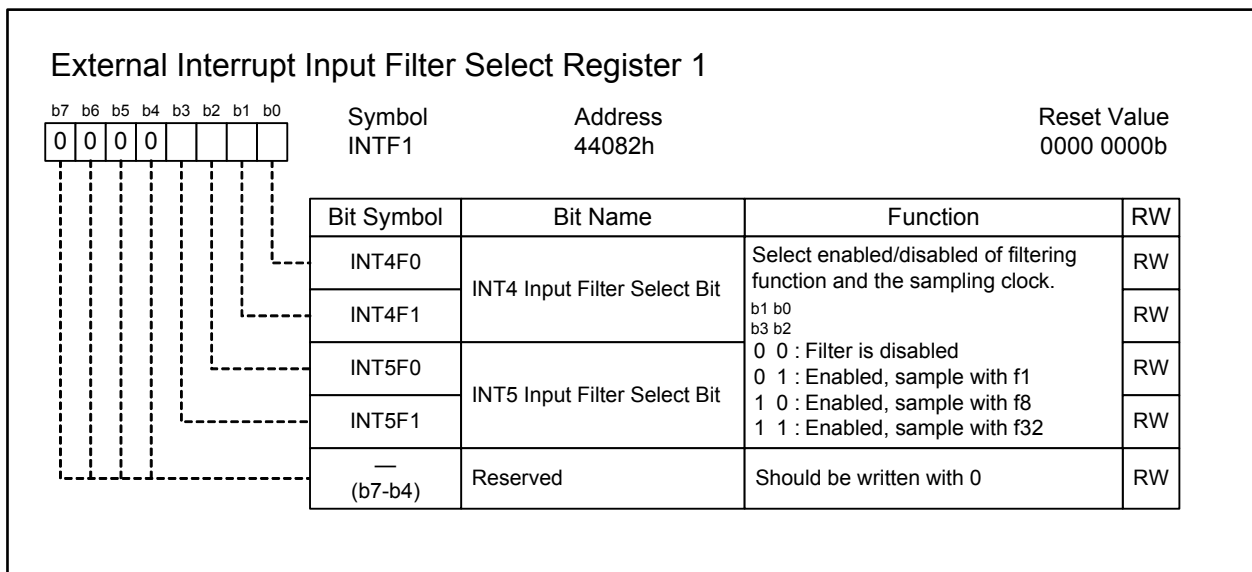 External Interrupt Input Filter Select Register 1
b7 b6 b5 b4 b3 b2 b1 b0
0 0 0 0
Symbol Address Reset Value
INTF1 44082h 0000 0000b
Bit Symbol Bit Name Function RW
INT4F0 RW
INT4F1 RW
INT4 Input Filter Select Bit
INT5F0 RW
INT5F1 RW
INT5 Input Filter Select Bit
Select enabled/disabled of filtering
function and the sampling clock.
b1 b0
b3 b2
0 0 : Filter is disabled
0 1 : Enabled, sample with f1
1 0 : Enabled, sample with f8
1 1 : Enabled, sample with f32
—
(b7-b4) Reserved Should be written with 0 RW